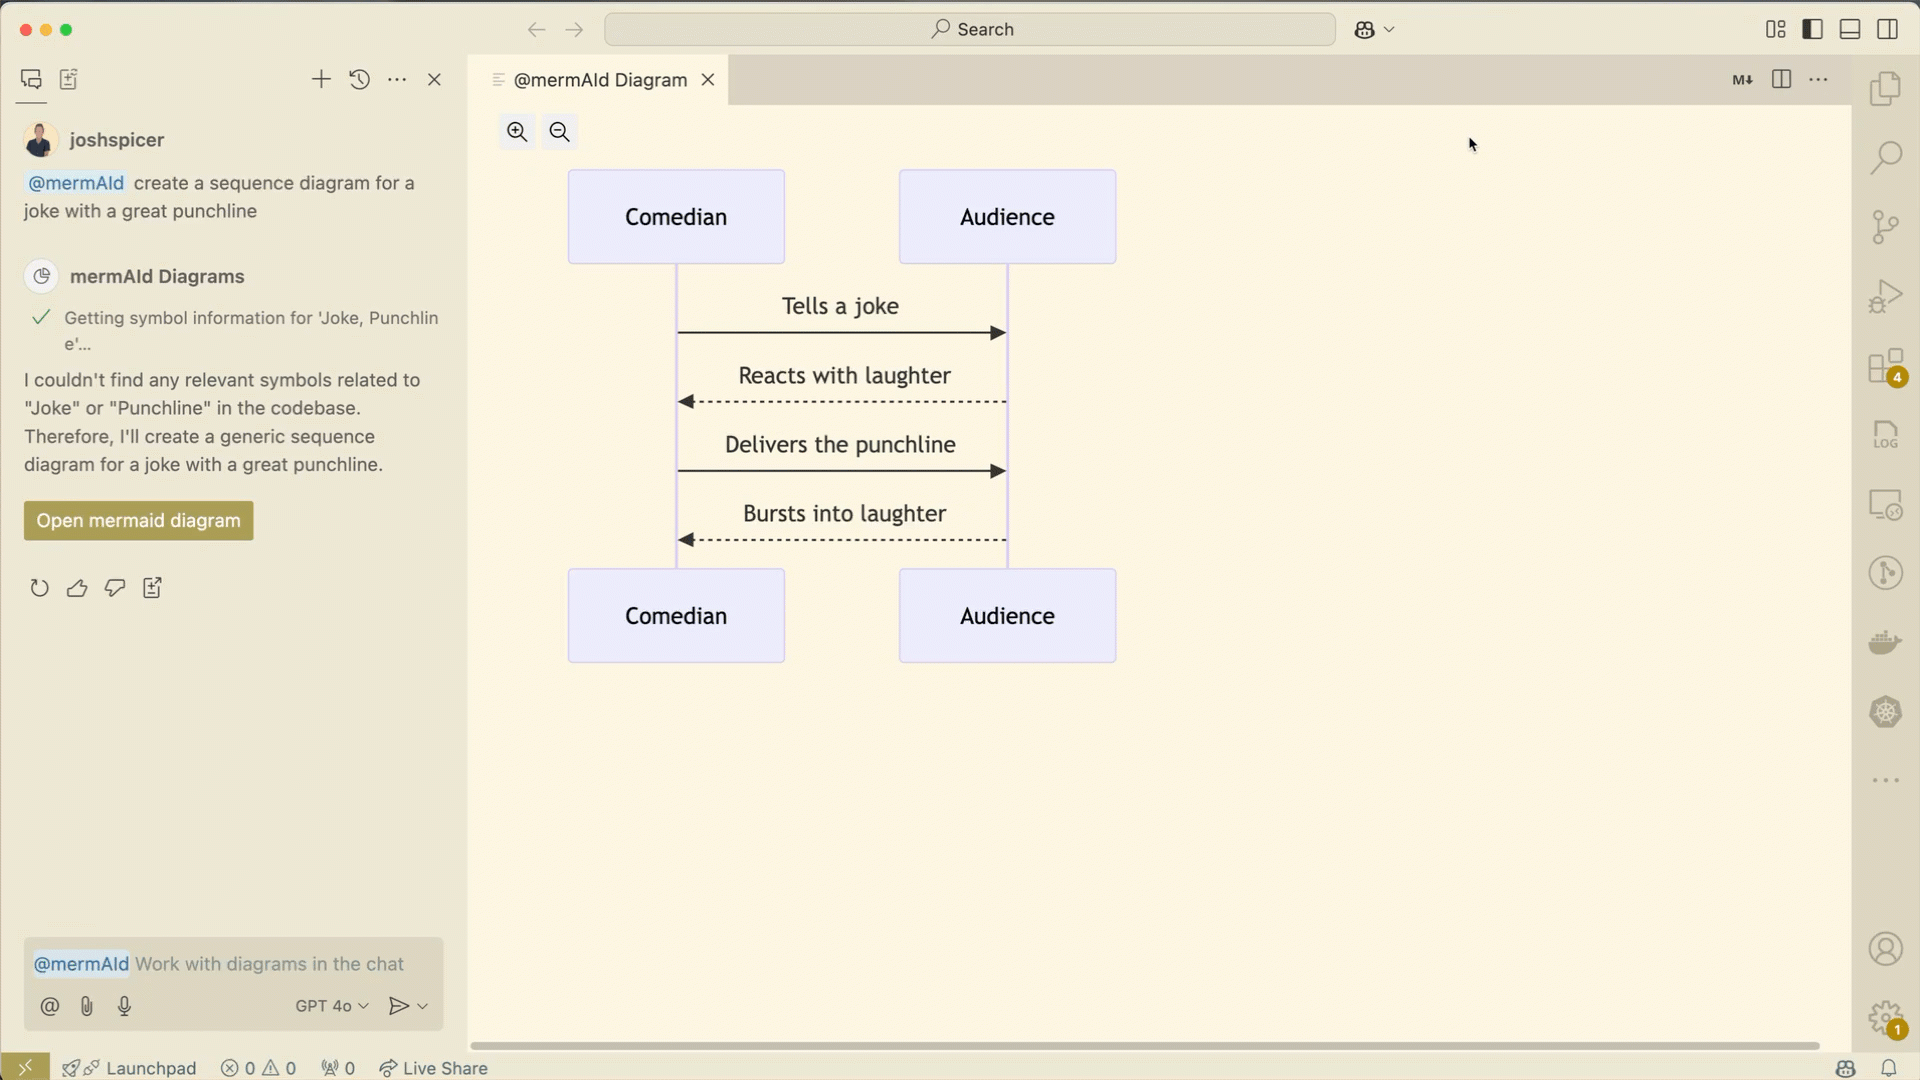 Search
@mermAId Diagram
M↓
joshspicer
@mermAId create a sequence diagram for a
joke with a great punchline
mermAId Diagrams
Getting symbol information for 'Joke, Punchlin
e'...
I couldn't find any relevant symbols related to
"Joke" or "Punchline" in the codebase.
Therefore, I'll create a generic sequence
diagram for a joke with a great punchline.
Open mermaid diagram
Comedian
Audience
Tells a joke
Reacts with laughter
Delivers the punchline
Bursts into laughter
Comedian
Audience
4
LOG
@mermAId Work with diagrams in the chat
GPT 4o
1
Launchpad
0
0
0
Live Share